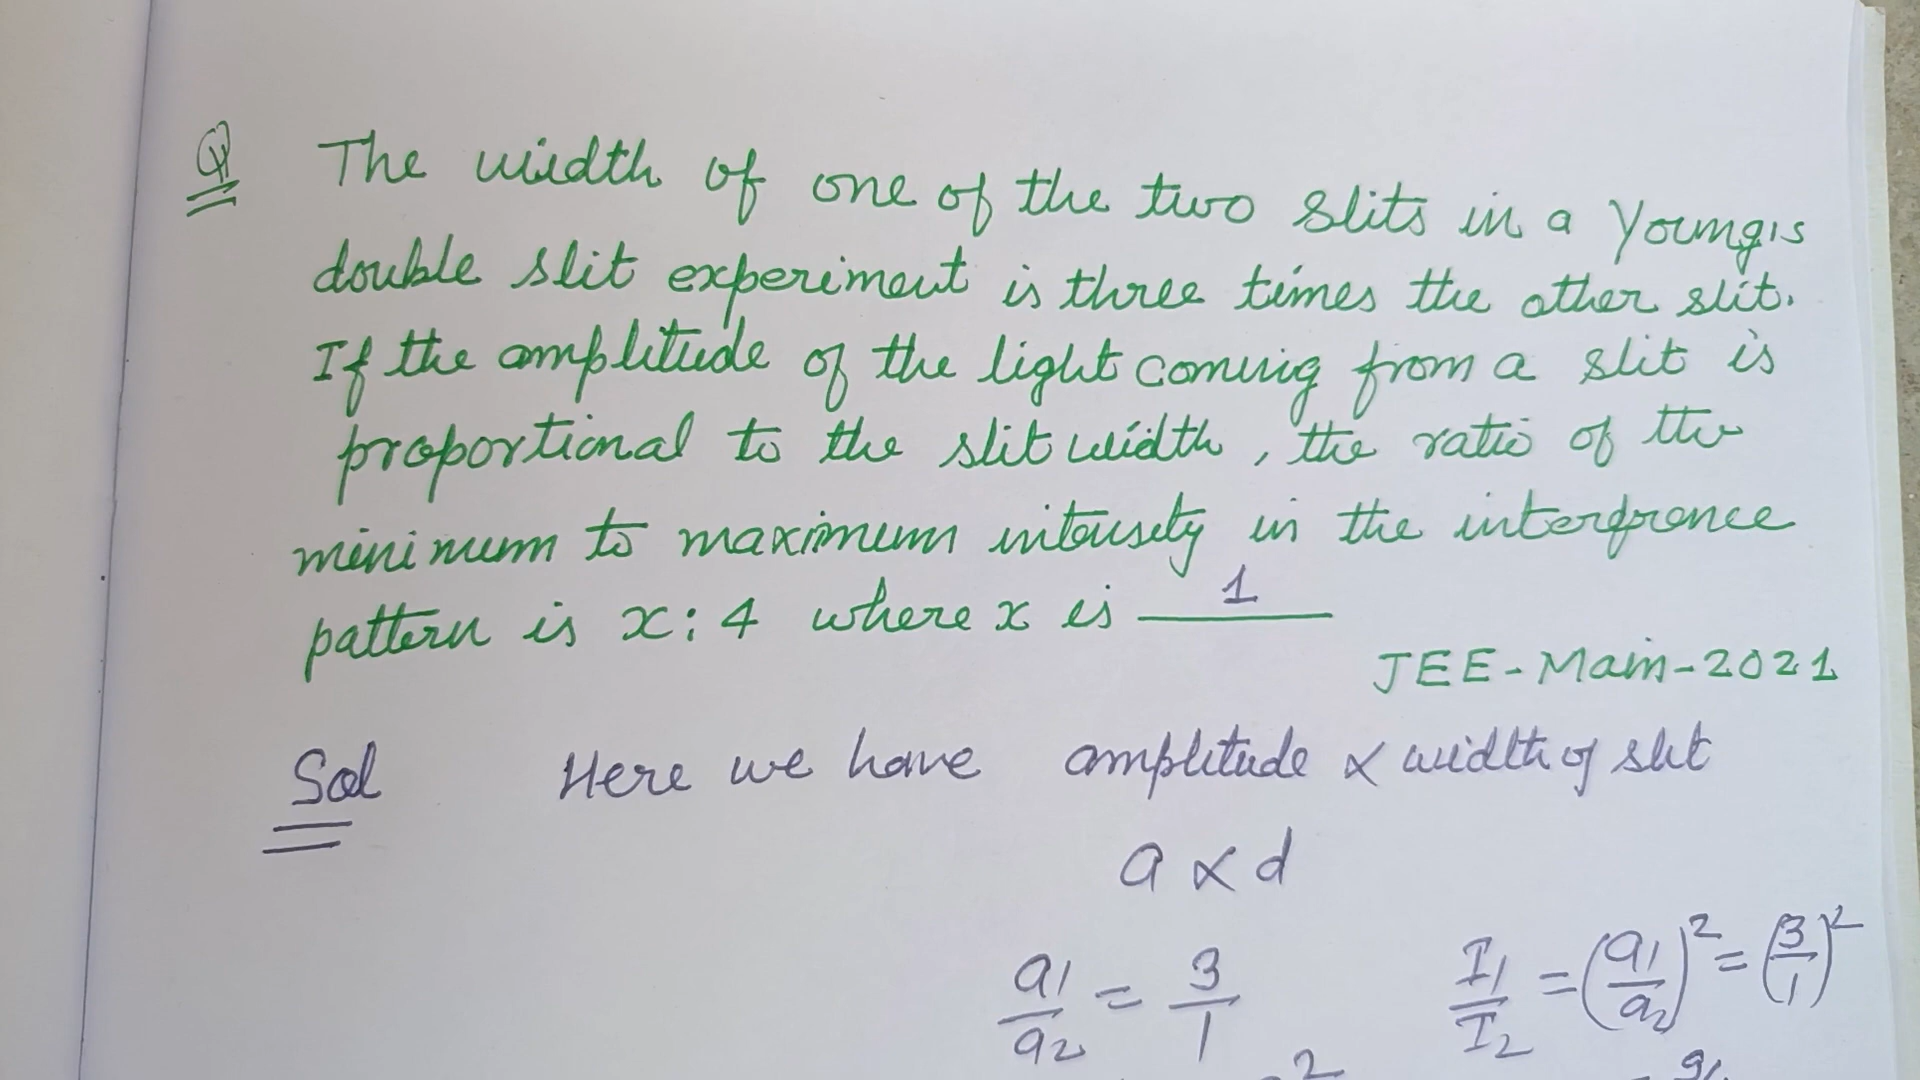 Q The width of one of the two slits in a Young's
double slit experiment is three times the other slit.
If the amplitude of the light coming from a slit is
proportional to the slit width, the ratio of the
minimum to maximum intensity in the interference
pattern is x: 4 where x is 1
JEE-Main-2021
Sol Here we have amplitude ∝ width of slit
a ∝ d
a1/a2 = 3/1 I1/I2 = (a1/a2)² = (3/1)²